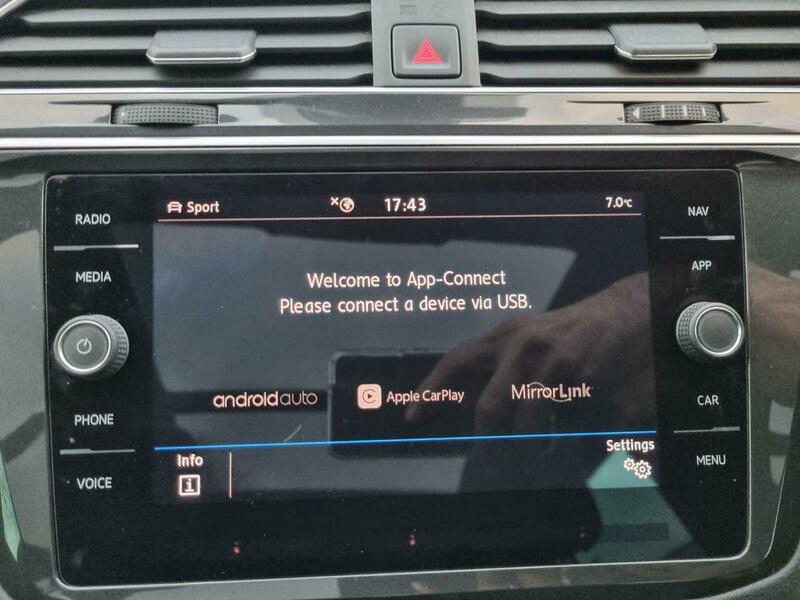 RADIO
MEDIA
PHONE
VOICE
Sport
17:43
7.0°C
Welcome to App-Connect
Please connect a device via USB.
androidauto
Apple CarPlay
MirrorLink
Info
i
Settings
NAV
APP
CAR
MENU